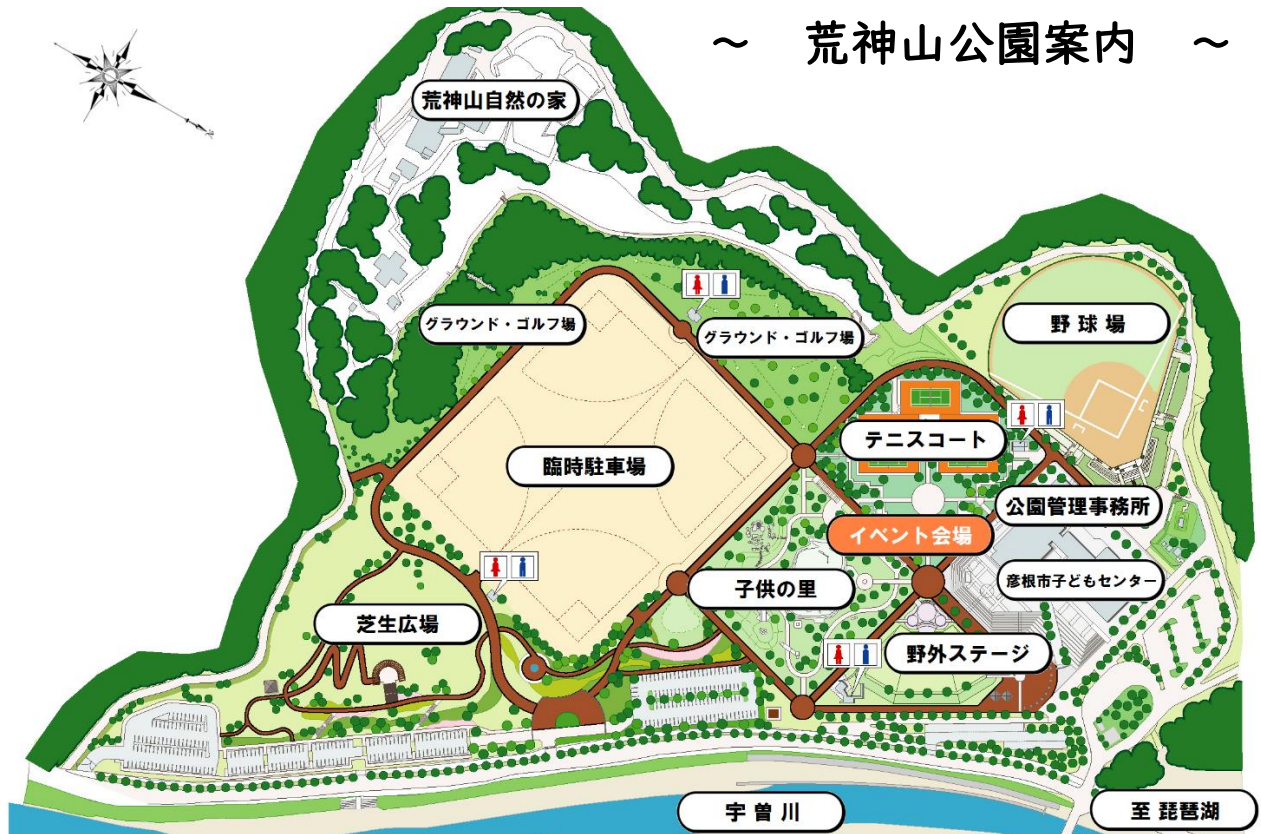 ～ 荒神山公園案内 ～
荒神山自然の家
グラウンド・ゴルフ場
グラウンド・ゴルフ場
野球場
テニスコート
臨時駐車場
公園管理事務所
イベント会場
彦根市子どもセンター
子供の里
芝生広場
野外ステージ
宇曽川
至 琵琶湖